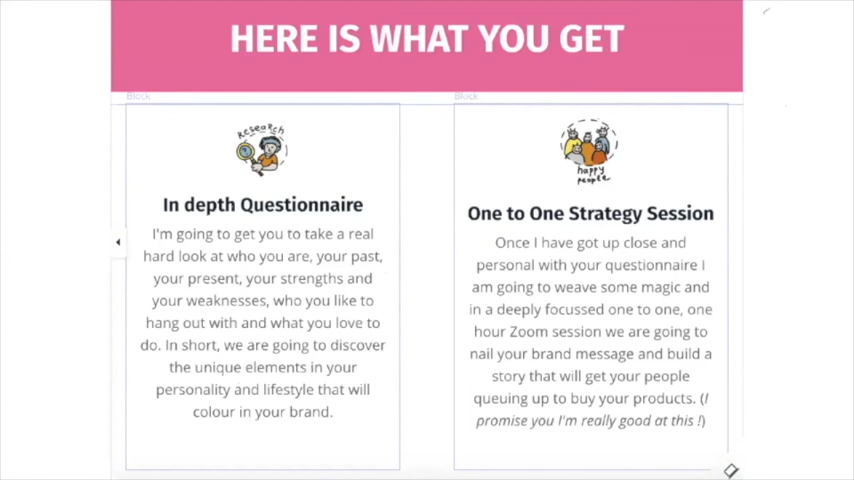 HERE IS WHAT YOU GET
Block
Block
ReSeaRCH
In depth Questionnaire
I'm going to get you to take a real
hard look at who you are, your past,
your present, your strengths and
your weaknesses, who you like to
hang out with and what you love to
do. In short, we are going to discover
the unique elements in your
personality and lifestyle that will
colour in your brand.
happy
people
One to One Strategy Session
Once I have got up close and
personal with your questionnaire I
am going to weave some magic and
in a deeply focussed one to one, one
hour Zoom session we are going to
nail your brand message and build a
story that will get your people
queuing up to buy your products. (I
promise you I'm really good at this !)